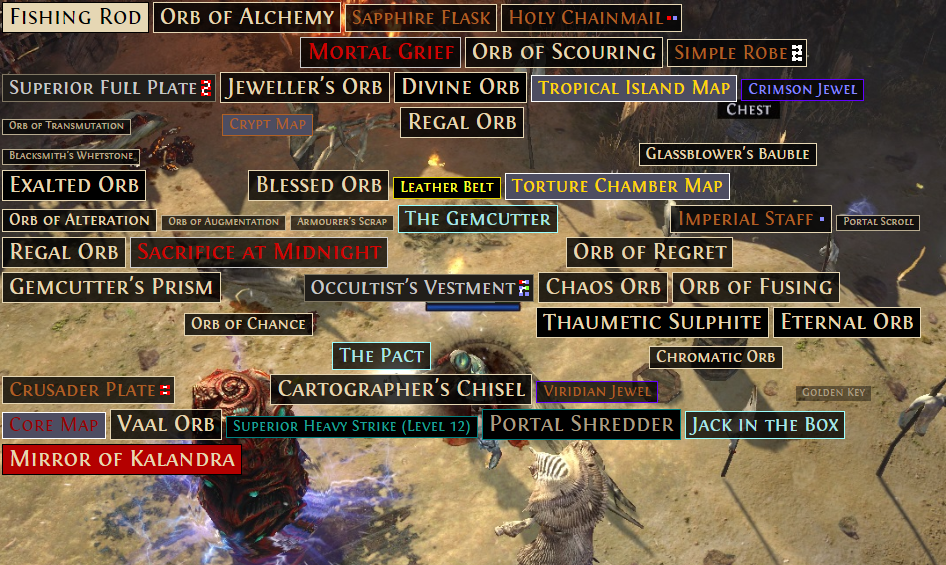 Fishing Rod Orb of Alchemy Sapphire Flask Holy Chainmail
Mortal Grief Orb of Scouring Simple Robe
Superior Full Plate Jeweller's Orb Divine Orb Tropical Island Map Crimson Jewel
Chest
Orb of Transmutation Crypt Map Regal Orb
Blacksmith's Whetstone Glassblower's Bauble
Exalted Orb Blessed Orb Leather Belt Torture Chamber Map
Orb of Alteration Orb of Augmentation Armourer's Scrap The Gemcutter Imperial Staff Portal Scroll
Regal Orb Sacrifice at Midnight Orb of Regret
Gemcutter's Prism Occultist's Vestment Chaos Orb Orb of Fusing
Orb of Chance Thaumetic Sulphite Eternal Orb
The Pact Chromatic Orb
Crusader Plate Cartographer's Chisel Viridian Jewel Golden Key
Core Map Vaal Orb Superior Heavy Strike (Level 12) Portal Shredder Jack in the Box
Mirror of Kalandra